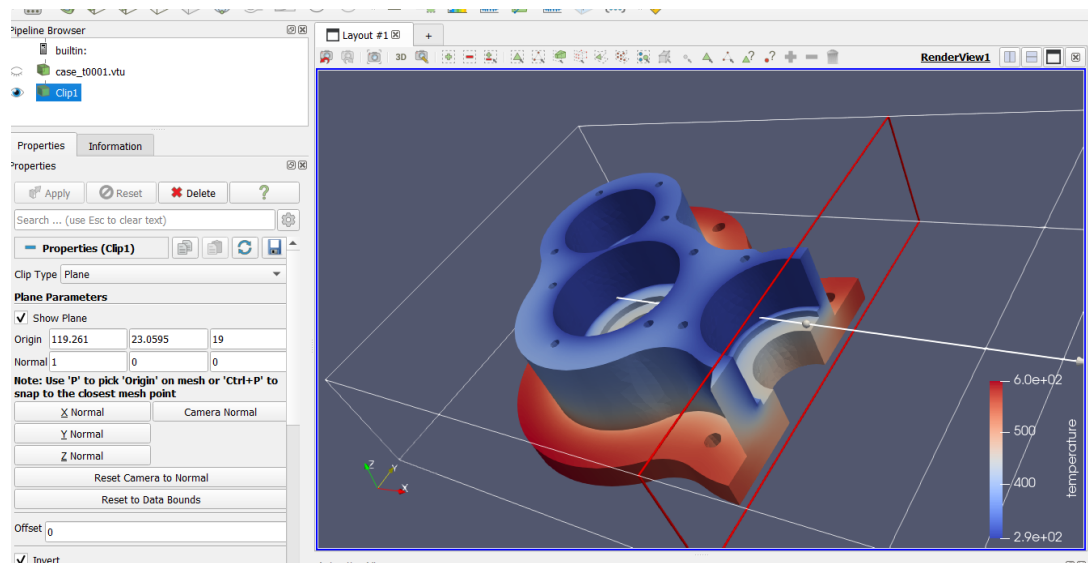 Pipeline Browser
builtin:
case_t0001.vtu
Clip1
Properties
Information
Properties
Apply
Reset
Delete
?
Search ... (use Esc to clear text)
Properties (Clip1)
Clip Type Plane
Plane Parameters
Show Plane
Origin 119.261 23.0595 19
Normal 1 0 0
Note: Use 'P' to pick 'Origin' on mesh or 'Ctrl+P' to
snap to the closest mesh point
X Normal
Camera Normal
Y Normal
Z Normal
Reset Camera to Normal
Reset to Data Bounds
Offset 0
Invert
Layout #1
+
3D
RenderView1
6.0e+02
500
400
2.9e+02
temperature
Z
Y
X